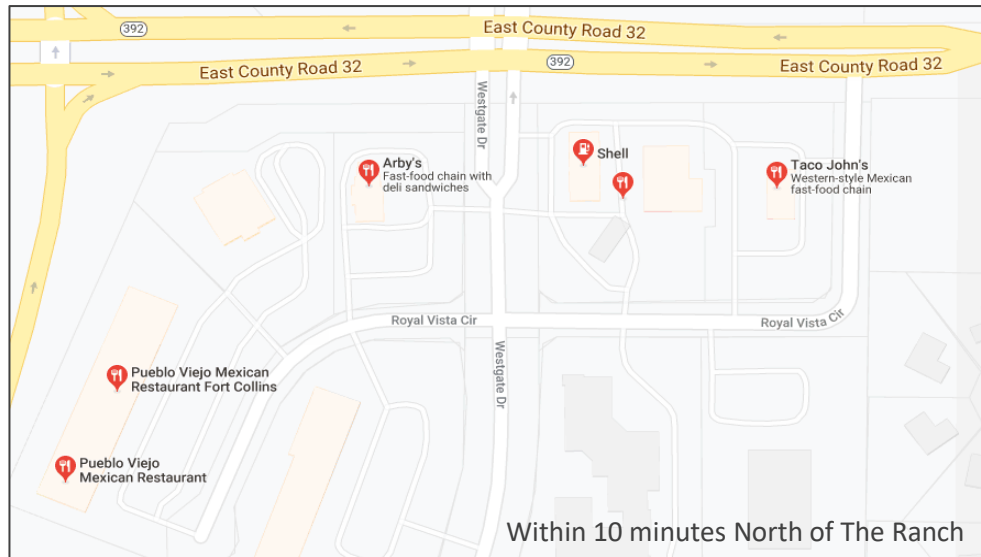 392
East County Road 32
East County Road 32
392
East County Road 32
Westgate Dr
Arby's
Fast-food chain with
deli sandwiches
Shell
Taco John's
Western-style Mexican
fast-food chain
Royal Vista Cir
Royal Vista Cir
Westgate Dr
Pueblo Viejo Mexican
Restaurant Fort Collins
Pueblo Viejo
Mexican Restaurant
Within 10 minutes North of The Ranch